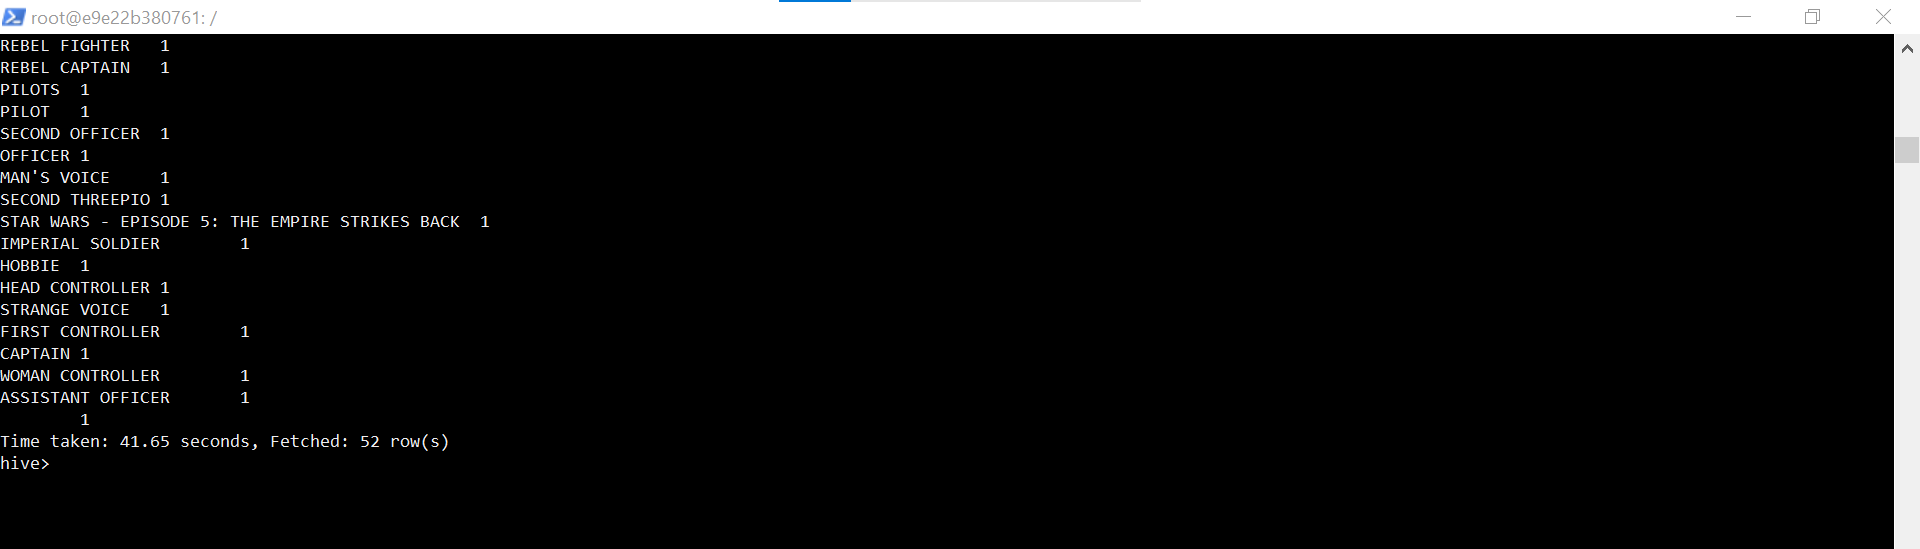 root@e9e22b380761: /
REBEL FIGHTER 1
REBEL CAPTAIN 1
PILOTS 1
PILOT 1
SECOND OFFICER 1
OFFICER 1
MAN'S VOICE 1
SECOND THREEPIO 1
STAR WARS - EPISODE 5: THE EMPIRE STRIKES BACK 1
IMPERIAL SOLDIER 1
HOBBIE 1
HEAD CONTROLLER 1
STRANGE VOICE 1
FIRST CONTROLLER 1
CAPTAIN 1
WOMAN CONTROLLER 1
ASSISTANT OFFICER 1
1
Time taken: 41.65 seconds, Fetched: 52 row(s)
hive>